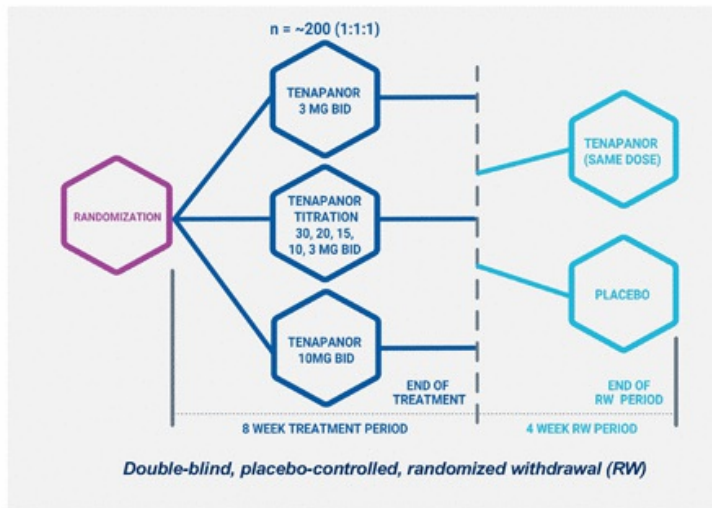 n = ~200 (1:1:1)
TENAPANOR
3 MG BID
RANDOMIZATION
TENAPANOR
TITRATION
30, 20, 15,
10, 3 MG BID
TENAPANOR
10MG BID
TENAPANOR
(SAME DOSE)
PLACEBO
END OF
TREATMENT
END OF
RW PERIOD
8 WEEK TREATMENT PERIOD
4 WEEK RW PERIOD
Double-blind, placebo-controlled, randomized withdrawal (RW)